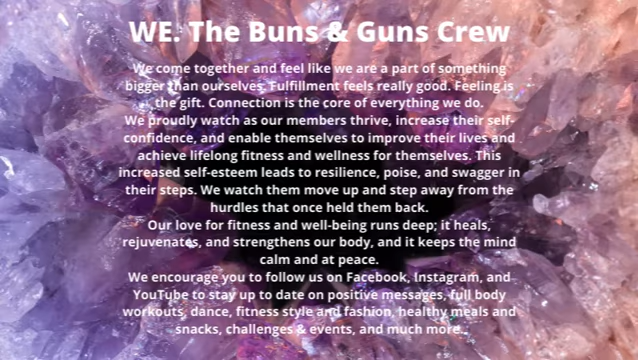 WE. The Buns & Guns Crew
We come together and feel like we are a part of something
bigger than ourselves. Fulfillment feels really good. Feeling is
the gift. Connection is the core of everything we do.
We proudly watch as our members thrive, increase their self-
confidence, and enable themselves to improve their lives and
achieve lifelong fitness and wellness for themselves. This
increased self-esteem leads to resilience, poise, and swagger in
their steps. We watch them move up and step away from the
hurdles that once held them back.
Our love for fitness and well-being runs deep; it heals,
rejuvenates, and strengthens our body, and it keeps the mind
calm and at peace.
We encourage you to follow us on Facebook, Instagram, and
YouTube to stay up to date on positive messages, full body
workouts, dance, fitness style and fashion, healthy meals and
snacks, challenges & events, and much more..